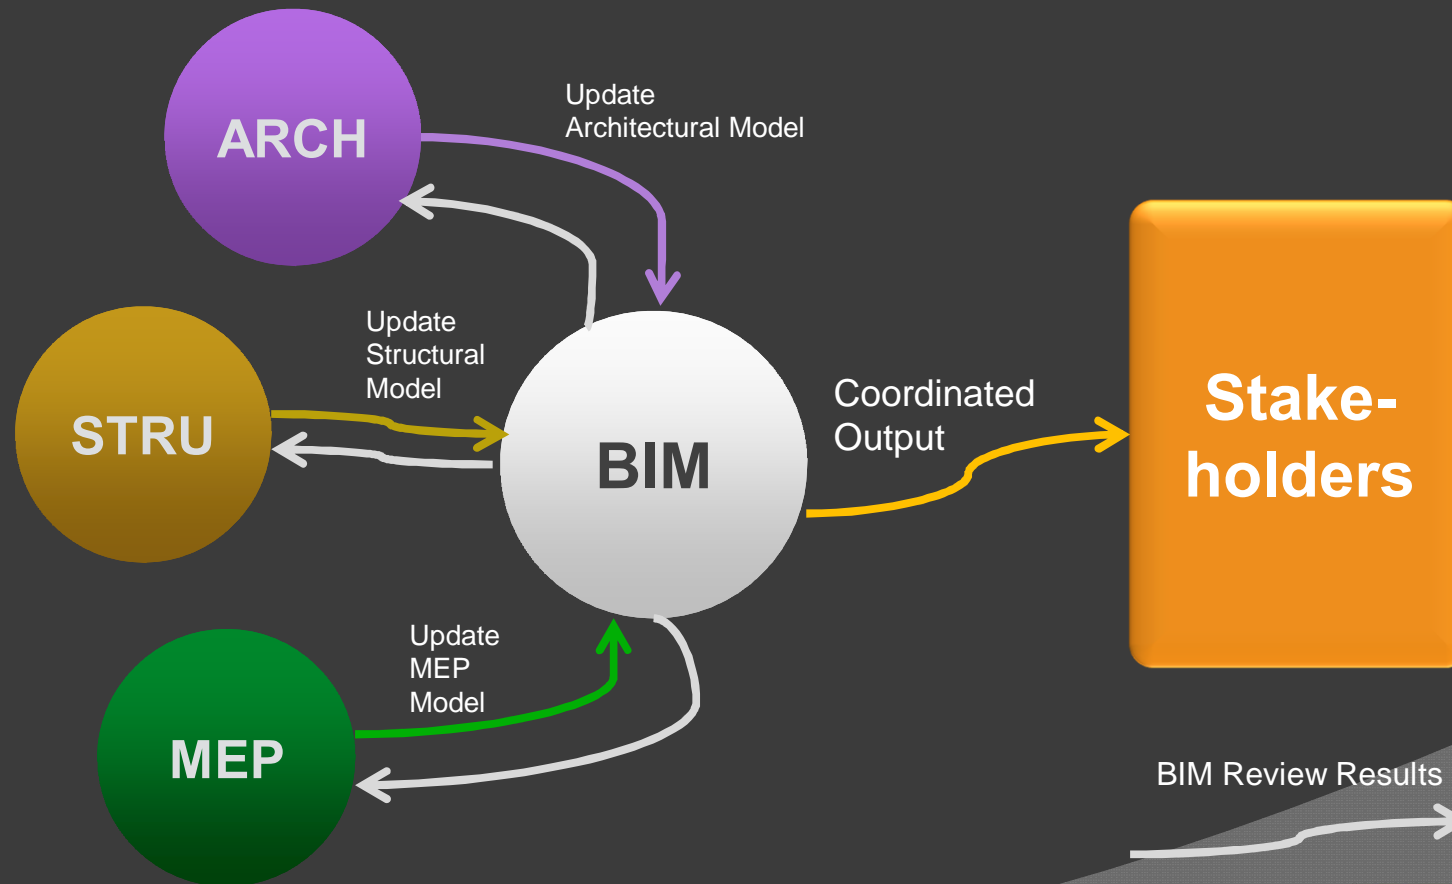 ARCH
Update
Architectural Model
Update
Structural
Model
STRU
BIM
Coordinated
Output
Stake-
holders
Update
MEP
Model
MEP
BIM Review Results